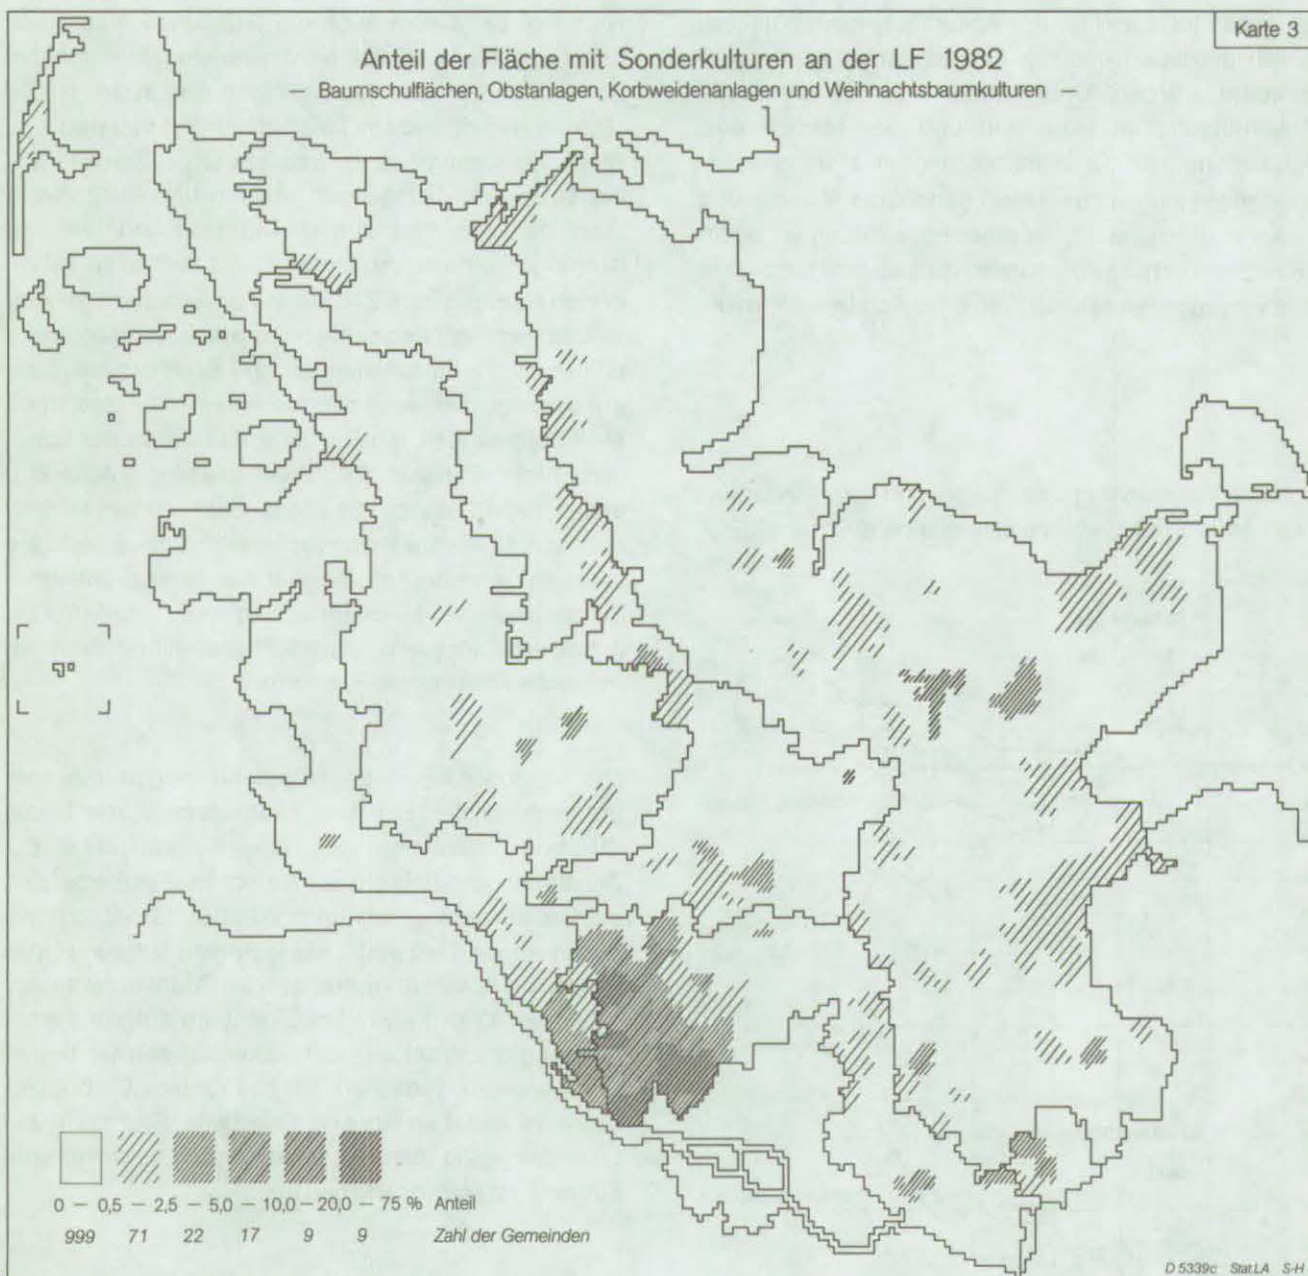 Karte 3
Anteil der Fläche mit Sonderkulturen an der LF 1982
Baumschulflächen, Obstanlagen, Korbweidenanlagen und Weihnachtsbaumkulturen —
0 — 0,5 — 2,5 — 5,0 — 10,0 — 20,0 — 75 % Anteil
999 71 22 17 9 9 Zahl der Gemeinden
D 5339c Stat.LA S-H